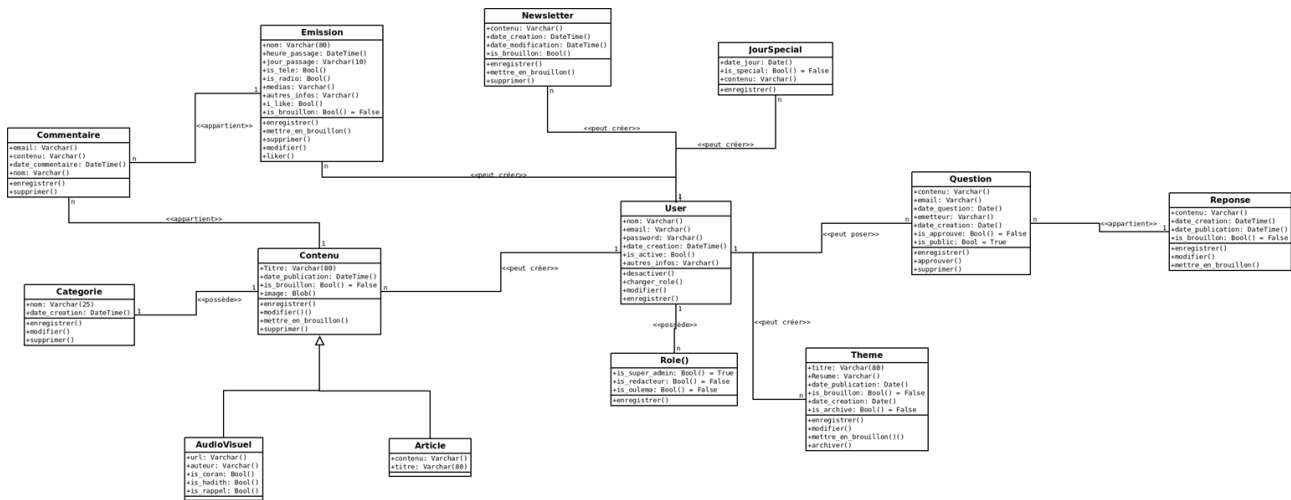 Newsletter
+contenu: Varchar()
+date_creation: DateTime()
+date_modification: DateTime()
+is_brouillon: Bool()
+enregistrer()
+mettre_en_brouillon()
+supprimer()
n
Emission
+nom: Varchar(80)
+heure_passage: DateTime()
+jour_passage: Varchar(10)
+is_tele: Bool()
+is_radio: Bool()
+medias: Varchar()
+autres_infos: Varchar()
+i_like: Bool()
+is_brouillon: Bool() = False
+enregistrer()
+mettre_en_brouillon()
+supprimer()
+modifier()
+liker()
1
n
JourSpecial
+date_jour: Date()
+is_special: Bool() = False
+contenu: Varchar()
+enregistrer()
n
<<appartient>>
<<peut créer>>
<<peut créer>>
<<peut créer>>
Commentaire
+email: Varchar()
+contenu: Varchar()
+date_commentaire: DateTime()
+nom: Varchar()
+enregistrer()
+supprimer()
n
n
<<appartient>>
1
User
+nom: Varchar()
+email: Varchar()
+password: Varchar()
+date_creation: DateTime()
+is_active: Bool()
+autres_infos: Varchar()
+desactiver()
+changer_role()
+modifier()
+enregistrer()
1
1
1
1
Question
+contenu: Varchar()
+email: Varchar()
+date_question: Date()
+emetteur: Varchar()
+date_creation: Date()
+is_approuve: Bool() = False
+is_public: Bool = True
+enregistrer()
+approuver()
+supprimer()
n
n
<<peut poser>>
<<appartient>>
Reponse
+contenu: Varchar()
+date_creation: DateTime()
+date_publication: DateTime()
+is_brouillon: Bool() = False
+enregistrer()
+modifier()
+mettre_en_brouillon()
1
Contenu
+Titre: Varchar(80)
+date_publication: DateTime()
+is_brouillon: Bool() = False
+image: Blob()
+enregistrer()
+modifier()()
+mettre_en_brouillon()
+supprimer()
1
n
<<peut créer>>
Categorie
+nom: Varchar(25)
+date_creation: DateTime()
+enregistrer()
+modifier()
+supprimer()
1
<<possède>>
<<possède>>
n
<<peut créer>>
Role()
+is_super_admin: Bool() = True
+is_redacteur: Bool() = False
+is_oulema: Bool() = False
+enregistrer()
Theme
+titre: Varchar(80)
+Resume: Varchar()
+date_publication: Date()
+is_brouillon: Bool() = False
+date_creation: Date()
+is_archive: Bool() = False
+enregistrer()
+modifier()
+mettre_en_brouillon()()
+archiver()
n
AudioVisuel
+url: Varchar()
+auteur: Varchar()
+is_coran: Bool()
+is_hadith: Bool()
+is_rappel: Bool()
Article
+contenu: Varchar()
+titre: Varchar(80)